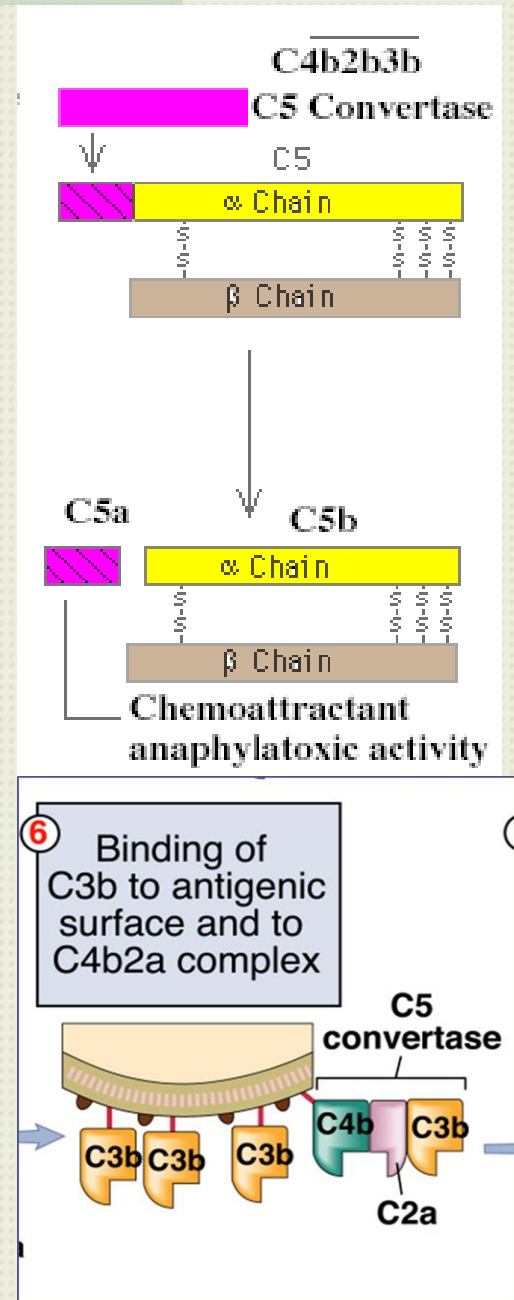 C4b2b3b
C5 Convertase
C5
α Chain
S S S S
S S S S
β Chain
C5a
C5b
α Chain
S S S S
S S S S
β Chain
Chemoattractant
anaphylatoxic activity
6
Binding of
C3b to antigenic
surface and to
C4b2a complex
C5
convertase
C3b C3b C3b C4b C3b
C2a